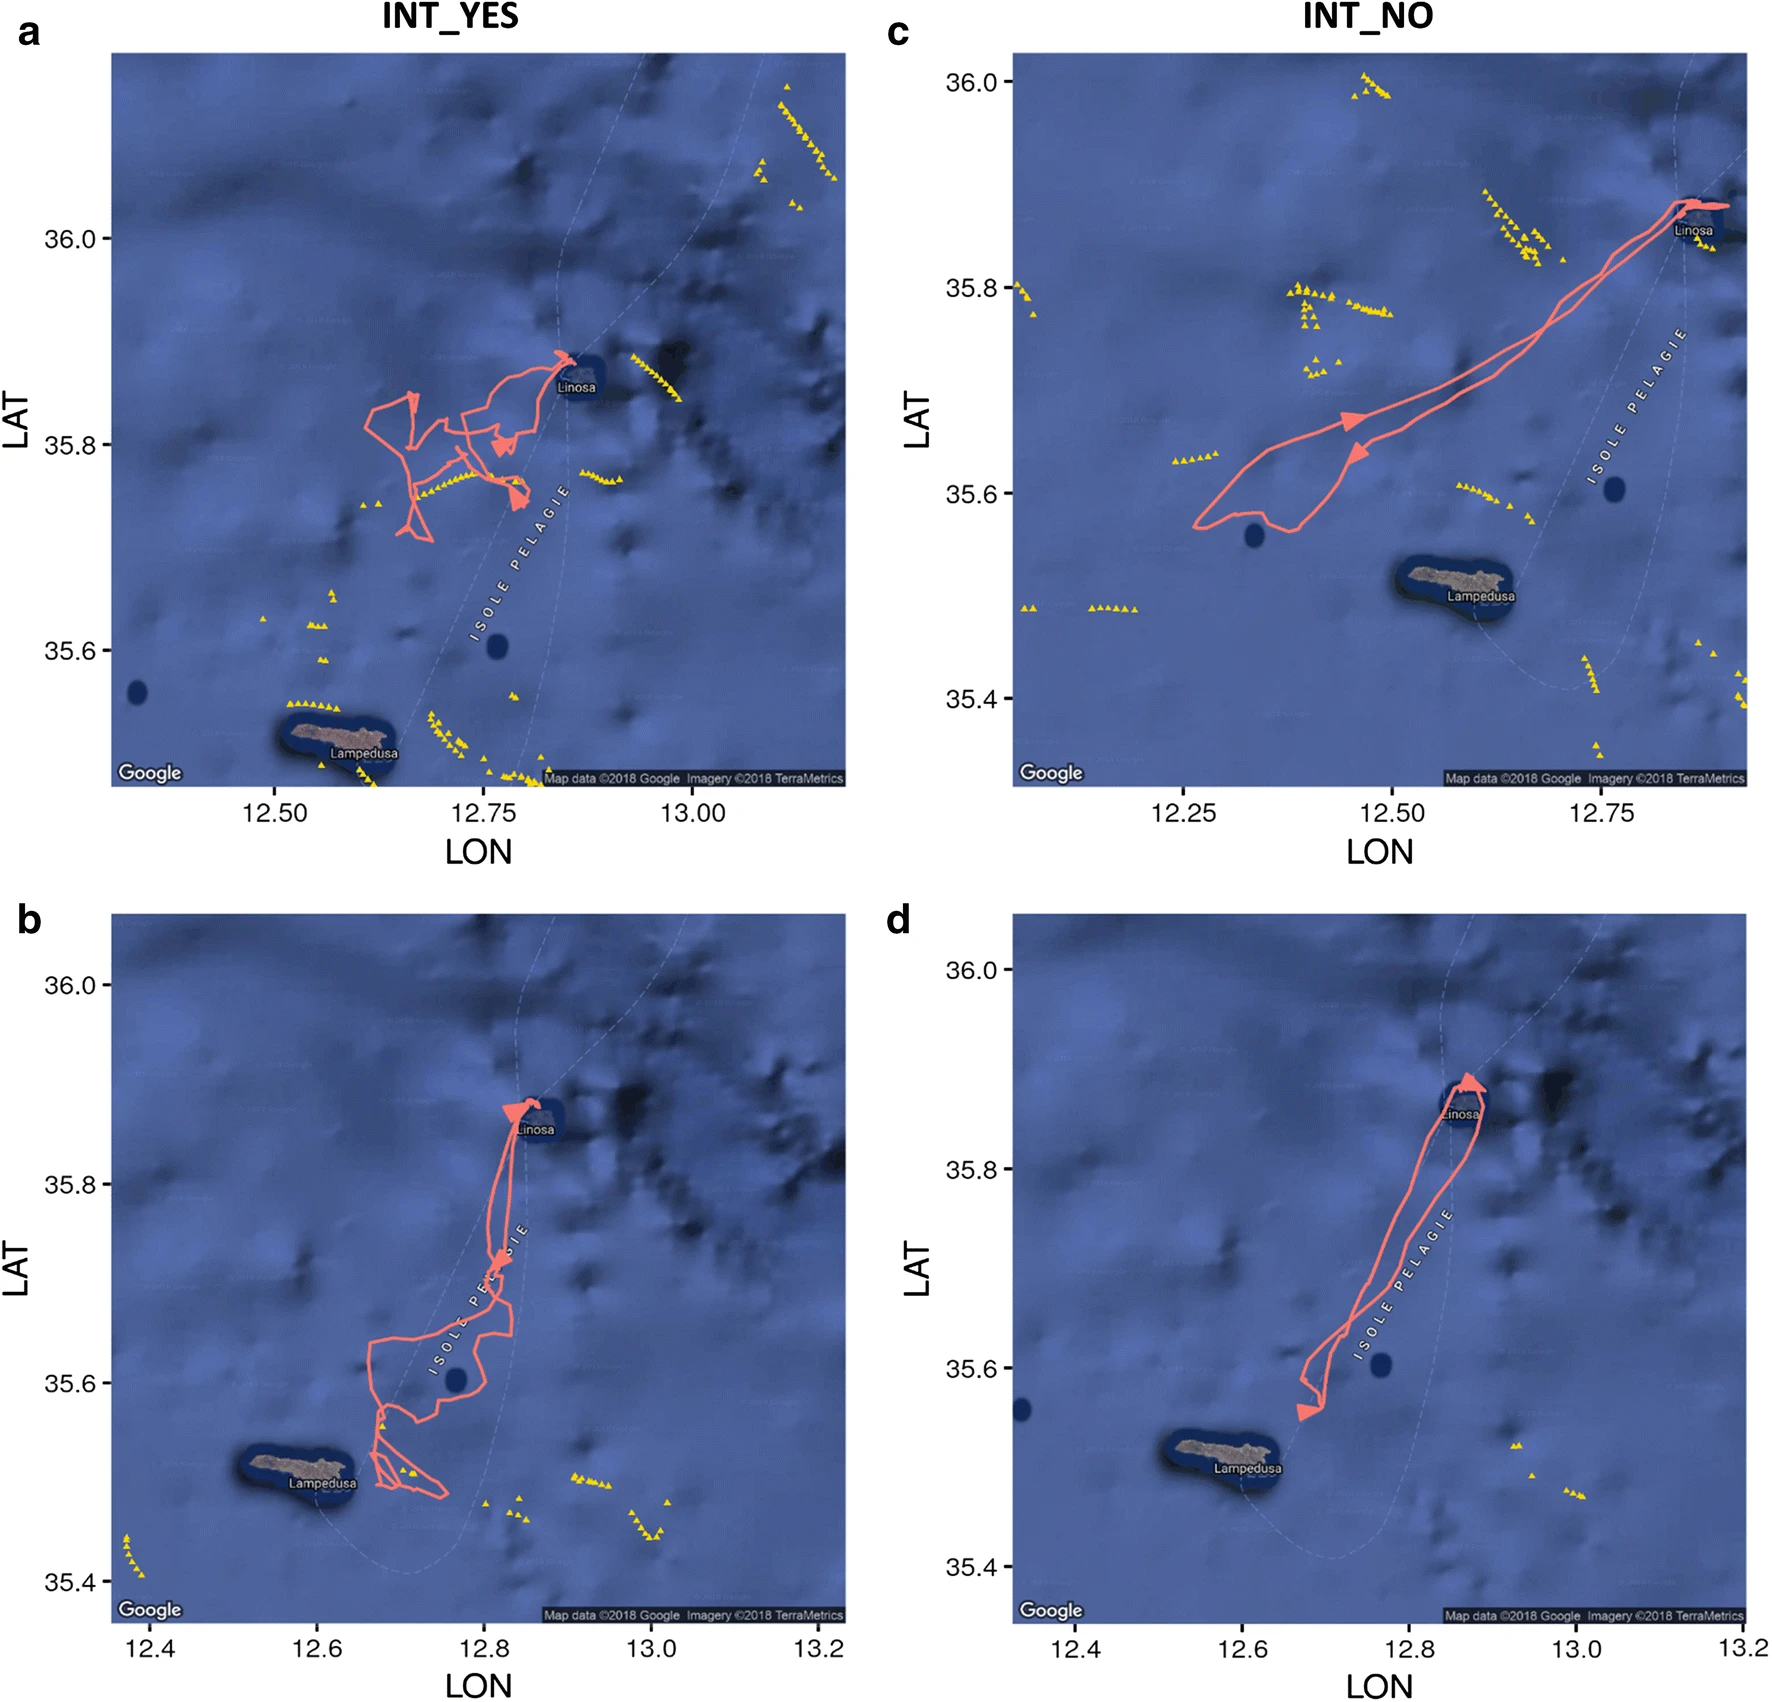 INT_YES
INT_NO
a
LAT
36.0
35.8
35.6
Linosa
ISOLE PELAGIE
Lampedusa
Google
Map data ©2018 Google Imagery ©2018 TerraMetrics
12.50
12.75
13.00
LON
c
LAT
36.0
35.8
35.6
35.4
Linosa
ISOLE PELAGIE
Lampedusa
Google
Map data ©2018 Google Imagery ©2018 TerraMetrics
12.25
12.50
12.75
LON
b
LAT
36.0
35.8
35.6
35.4
Linosa
ISOLE PELAGIE
Lampedusa
Google
Map data ©2018 Google Imagery ©2018 TerraMetrics
12.4
12.6
12.8
13.0
13.2
LON
d
LAT
36.0
35.8
35.6
35.4
Linosa
ISOLE PELAGIE
Lampedusa
Google
Map data ©2018 Google Imagery ©2018 TerraMetrics
12.4
12.6
12.8
13.0
13.2
LON